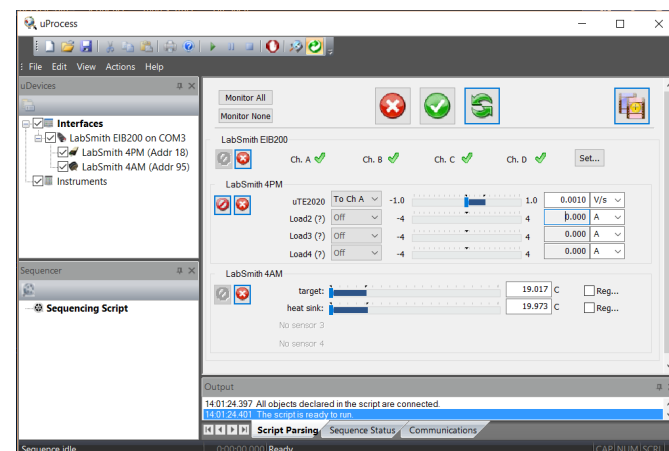 uProcess
File Edit View Actions Help
uDevices
Interfaces
LabSmith EIB200 on COM3
LabSmith 4PM (Addr 18)
LabSmith 4AM (Addr 95)
Instruments
Sequencer
Sequencing Script
Monitor All
Monitor None
LabSmith EIB200
Ch. A Ch. B Ch. C Ch. D Set...
LabSmith 4PM
uTE2020 To Ch A -1.0 1.0 0.0010 V/s
Load2 (?) Off -4 4 0.000 A
Load3 (?) Off -4 4 0.000 A
Load4 (?) Off -4 4 0.000 A
LabSmith 4AM
target: 19.017 C Reg...
heat sink: 19.973 C Reg...
No sensor 3
No sensor 4
Output
14:01:24.397 All objects declared in the script are connected.
14:01:24.401 The script is ready to run.
Script Parsing Sequence Status Communications
Sequence idle 0:00:00.000 Ready CAP NUM SCRL